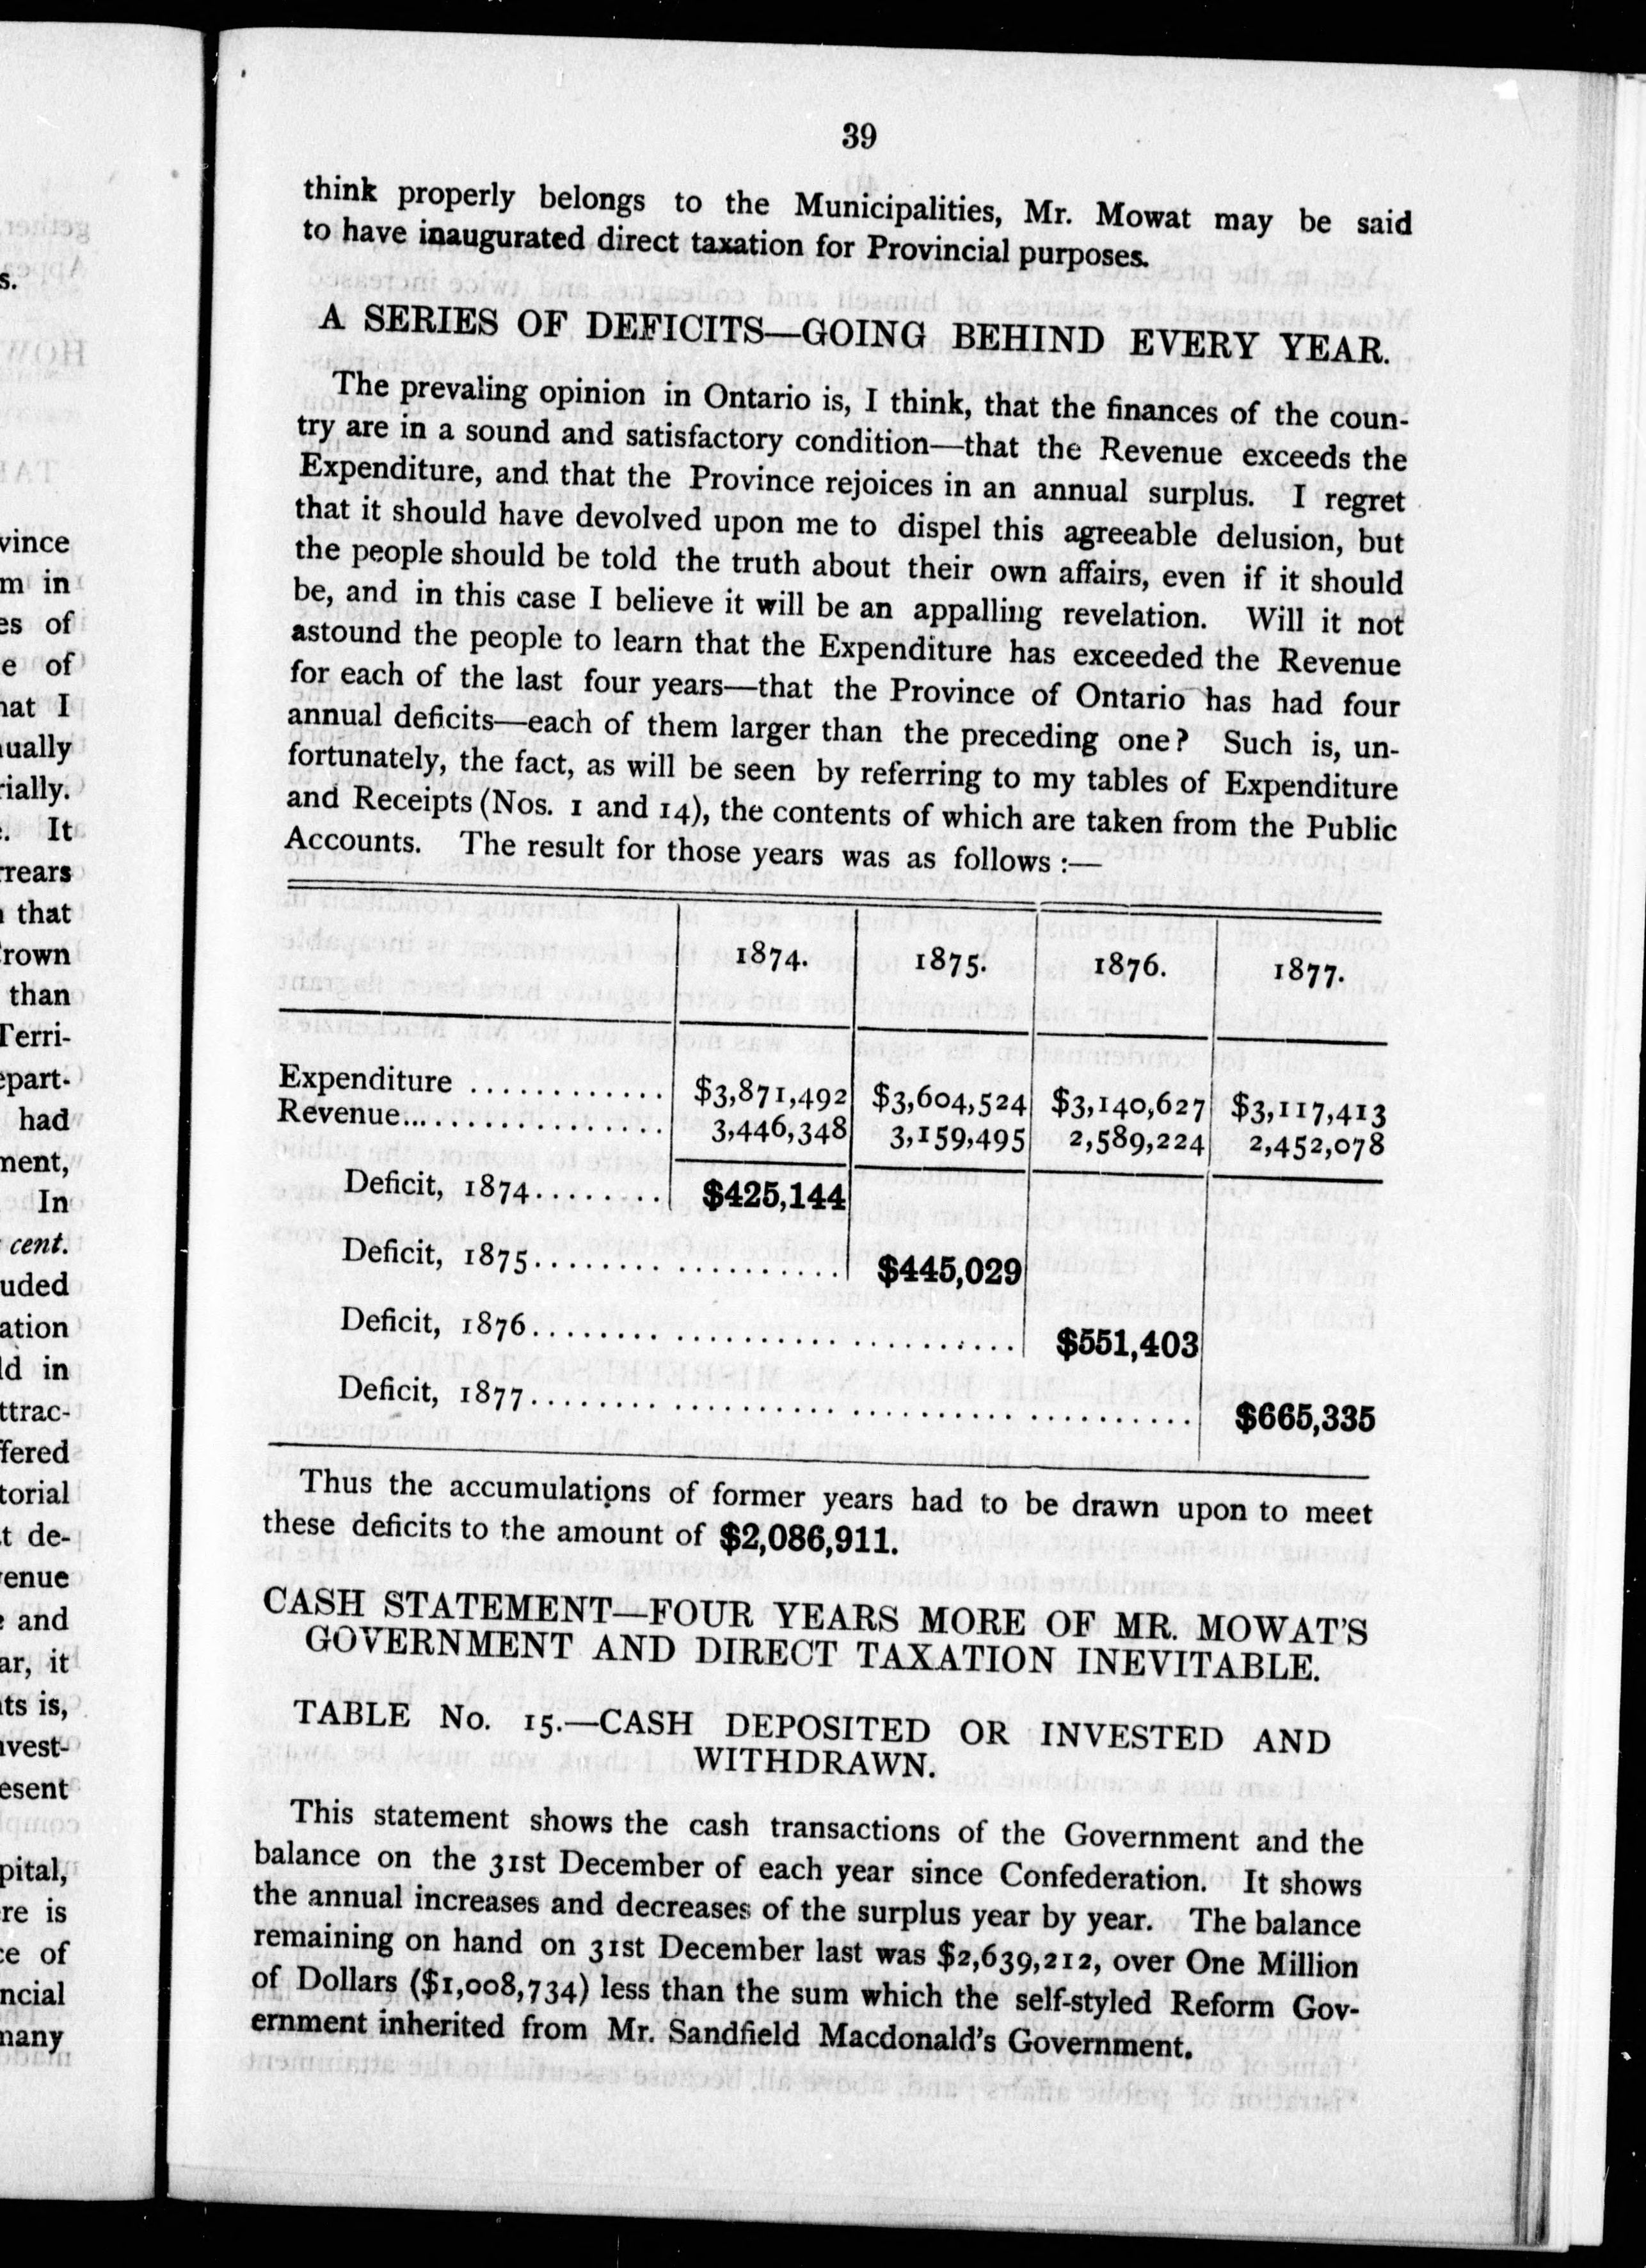 39
think properly belongs to the Municipalities, Mr. Mowat may be said
to have inaugurated direct taxation for Provincial purposes.
A SERIES OF DEFICITS—GOING BEHIND EVERY YEAR.
The prevaling opinion in Ontario is, I think, that the finances of the coun-
try are in a sound and satisfactory condition—that the Revenue exceeds the
Expenditure, and that the Province rejoices in an annual surplus. I regret
that it should have devolved upon me to dispel this agreeable delusion, but
the people should be told the truth about their own affairs, even if it should
be, and in this case I believe it will be an appalling revelation. Will it not
astound the people to learn that the Expenditure has exceeded the Revenue
for each of the last four years—that the Province of Ontario has had four
annual deficits—each of them larger than the preceding one? Such is, un-
fortunately, the fact, as will be seen by referring to my tables of Expenditure
and Receipts (Nos. 1 and 14), the contents of which are taken from the Public
Accounts. The result for those years was as follows :—
1874. 1875. 1876. 1877.
Expenditure ............. $3,871,492 $3,604,524 $3,140,627 $3,117,413
Revenue.................. 3,446,348 3,159,495 2,589,224 2,452,078
Deficit, 1874........ $425,144
Deficit, 1875.................. $445,029
Deficit, 1876............................ $551,403
Deficit, 1877...................................... $665,335
Thus the accumulations of former years had to be drawn upon to meet
these deficits to the amount of $2,086,911.
CASH STATEMENT—FOUR YEARS MORE OF MR. MOWAT'S
GOVERNMENT AND DIRECT TAXATION INEVITABLE.
TABLE No. 15.—CASH DEPOSITED OR INVESTED AND
WITHDRAWN.
This statement shows the cash transactions of the Government and the
balance on the 31st December of each year since Confederation. It shows
the annual increases and decreases of the surplus year by year. The balance
remaining on hand on 31st December last was $2,639,212, over One Million
of Dollars ($1,008,734) less than the sum which the self-styled Reform Gov-
ernment inherited from Mr. Sandfield Macdonald's Government.